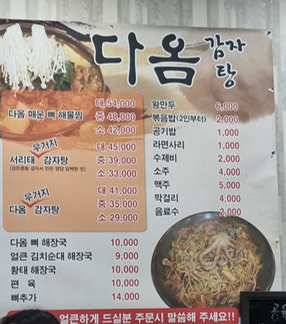 다옴 감자탕
다옴 매운 뼈 해물찜
대 54,000
중 48,000
소 42,000
우거지
서리태 감자탕
대 45,000
중 39,000
소 33,000
우거지
다옴 감자탕
대 41,000
중 35,000
소 29,000
다옴 뼈 해장국 10,000
얼큰 김치순대 해장국 9,000
황태 해장국 10,000
편 육 10,000
뼈추가 14,000
왕만두 6,000
볶음밥(2인부터) 2,000
공기밥 1,000
라면사리 1,000
수제비 2,000
소주 4,000
맥주 5,000
막걸리 4,000
음료수 2,000
얼큰하게 드실분 주문시 말씀해 주세요!!